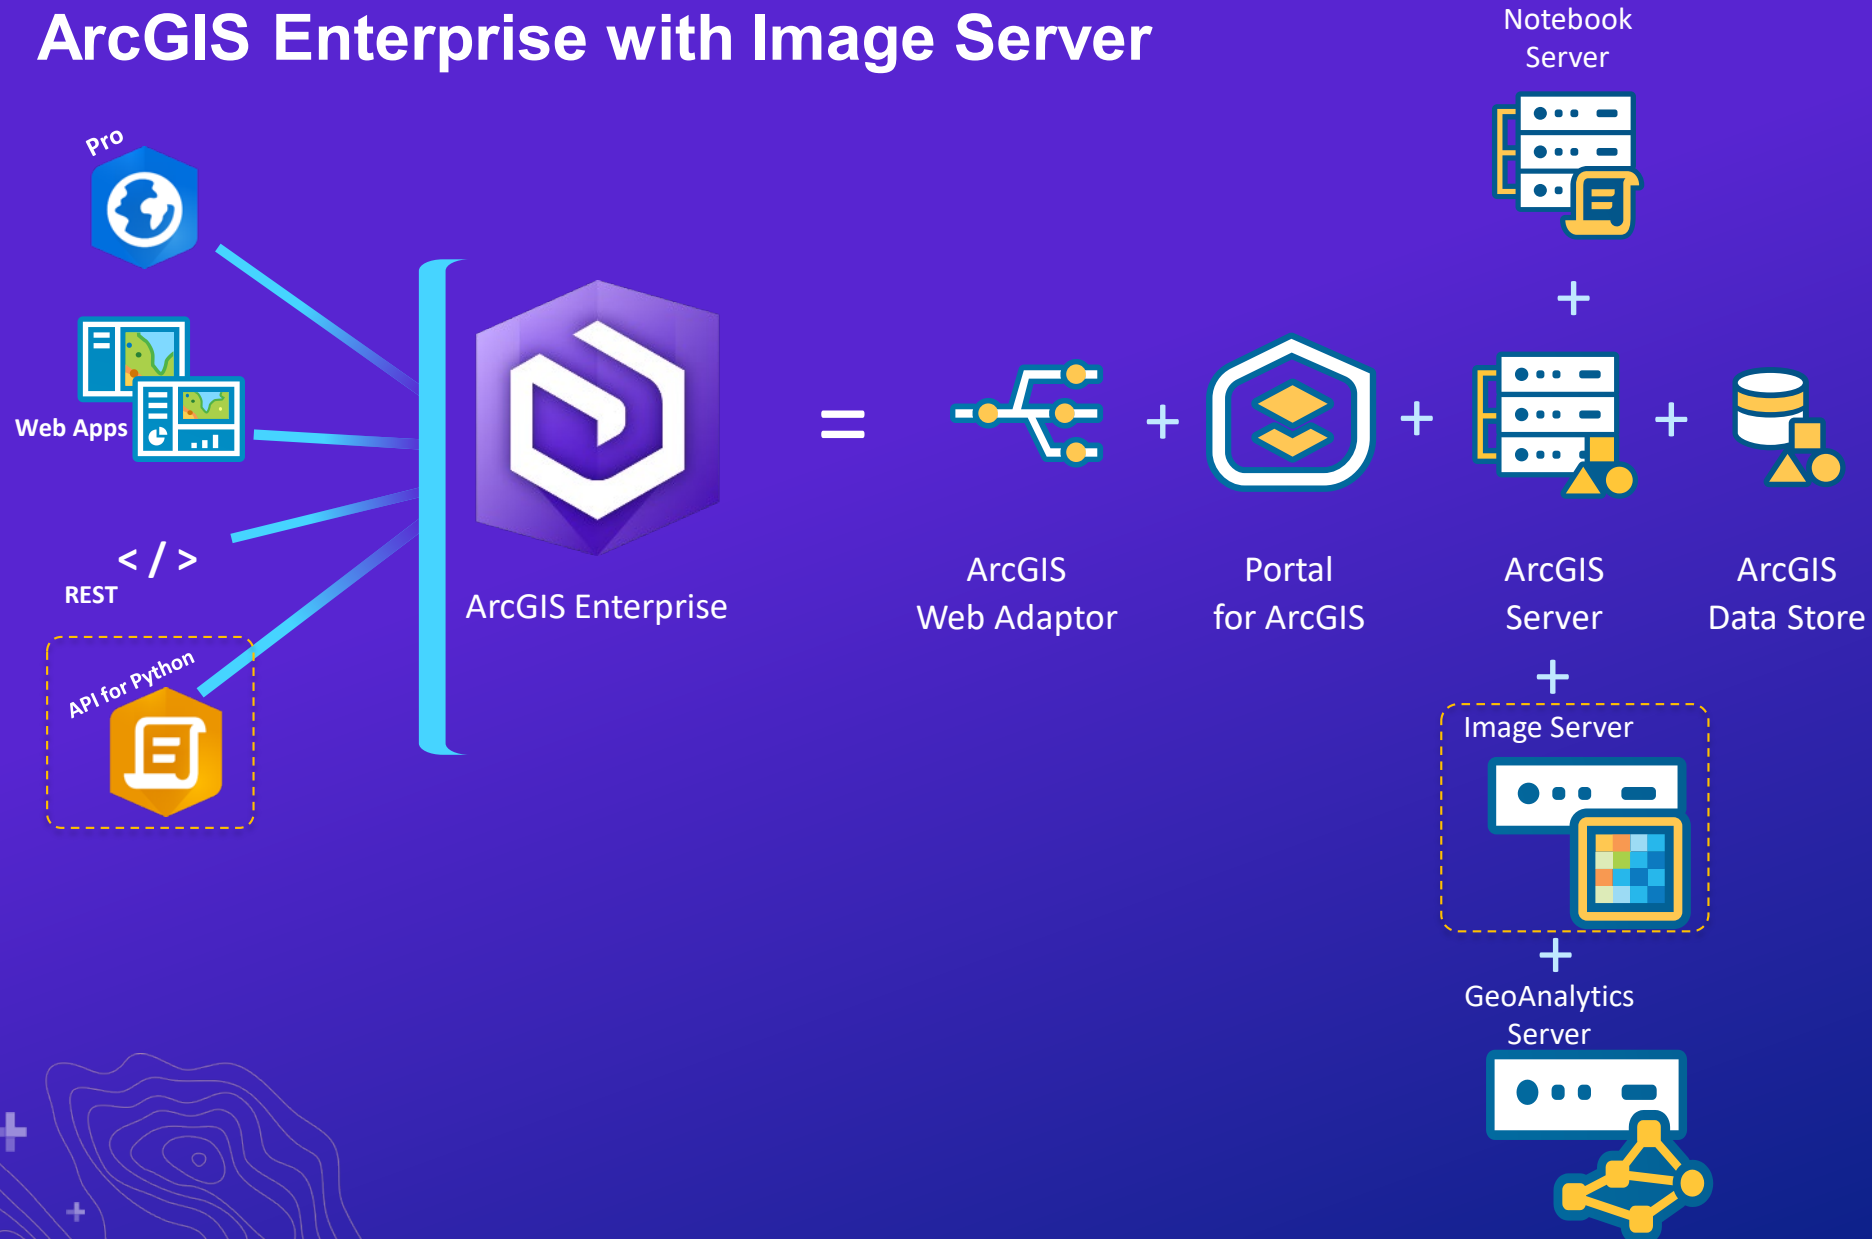 ArcGIS Enterprise with Image Server
Notebook
Server
Pro
Web Apps
</>
REST
API for Python
ArcGIS Enterprise
=
+
+
+
+
ArcGIS
Web Adaptor
Portal
for ArcGIS
ArcGIS
Server
ArcGIS
Data Store
+
Image Server
+
GeoAnalytics
Server